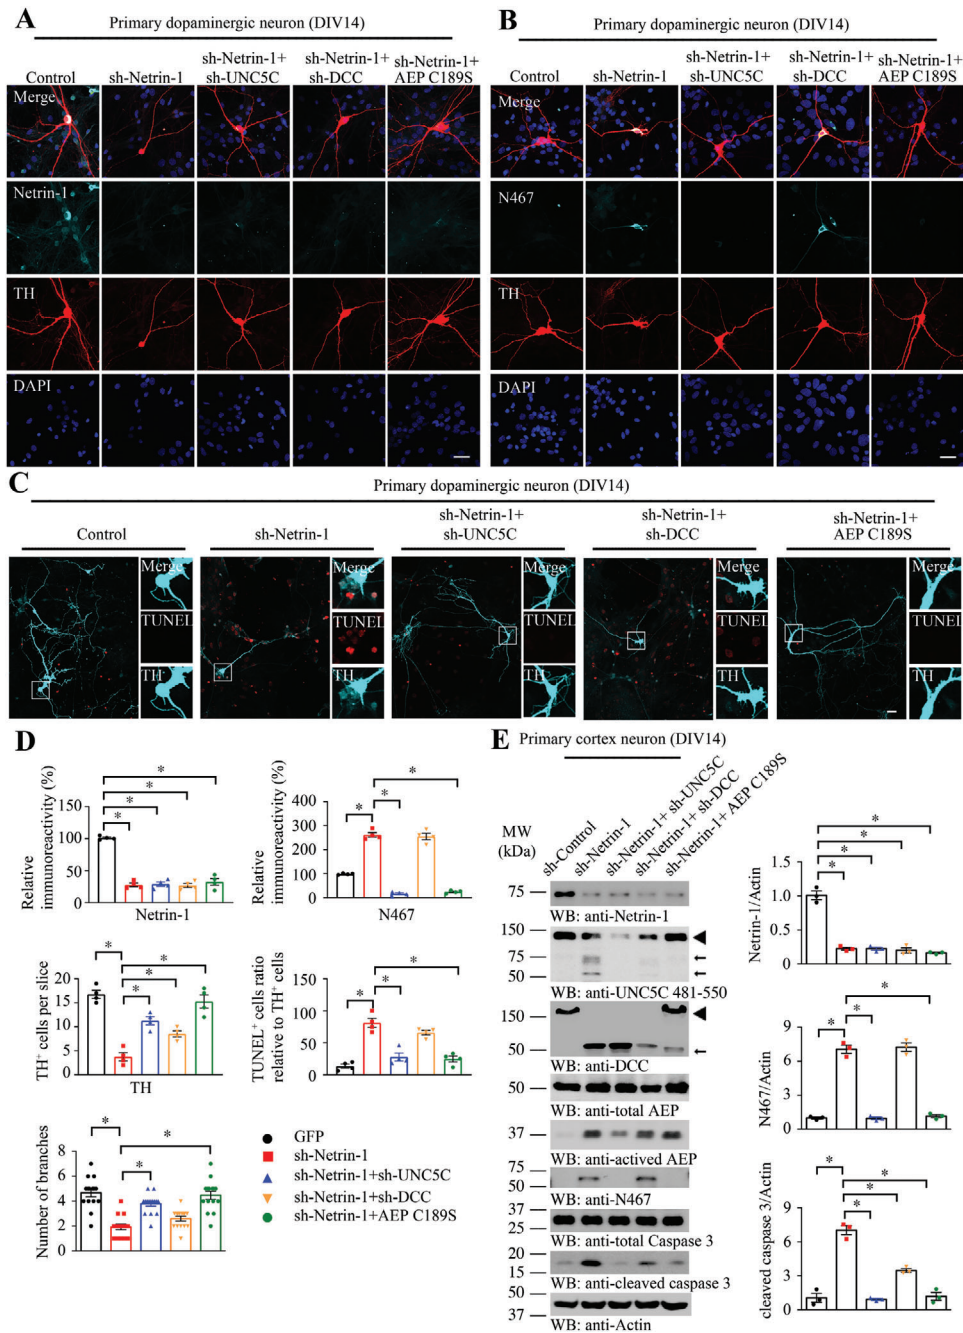 A
Primary dopaminergic neuron (DIV14)
Control
sh-Netrin-1
sh-Netrin-1+
sh-UNC5C
sh-Netrin-1+
sh-DCC
sh-Netrin-1+
AEP C189S
Merge
Netrin-1
TH
DAPI
B
Primary dopaminergic neuron (DIV14)
Control
sh-Netrin-1
sh-Netrin-1+
sh-UNC5C
sh-Netrin-1+
sh-DCC
sh-Netrin-1+
AEP C189S
Merge
N467
TH
DAPI
C
Primary dopaminergic neuron (DIV14)
Control
sh-Netrin-1
sh-Netrin-1+
sh-UNC5C
sh-Netrin-1+
sh-DCC
sh-Netrin-1+
AEP C189S
Merge
TUNEL
TH
Merge
TUNEL
TH
Merge
TUNEL
TH
Merge
TUNEL
TH
Merge
TUNEL
TH
D
Relative
immunoreactivity (%)
150
100
50
0
* * * *
Netrin-1
Relative
immunoreactivity (%)
400
300
200
100
0
* * *
N467
TH+ cells per slice
20
15
10
5
0
* * * *
TH
TUNEL+ cells ratio
relative to TH+ cells
150
100
50
0
* * *
Number of branches
8
6
4
2
0
* * *
GFP
sh-Netrin-1
sh-Netrin-1+sh-UNC5C
sh-Netrin-1+sh-DCC
sh-Netrin-1+AEP C189S
E
Primary cortex neuron (DIV14)
MW
(kDa)
sh-Control
sh-Netrin-1
sh-Netrin-1+ sh-UNC5C
sh-Netrin-1+ sh-DCC
sh-Netrin-1+ AEP C189S
75
WB: anti-Netrin-1
150
75
50
WB: anti-UNC5C 481-550
150
50
WB: anti-DCC
50
WB: anti-total AEP
37
WB: anti-actived AEP
75
50
WB: anti-N467
37
25
WB: anti-total Caspase 3
20
15
WB: anti-cleaved caspase 3
50
37
WB: anti-Actin
Netrin-1/Actin
1.5
1.0
0.5
0.0
* * * *
N467/Actin
9
6
3
0
* * *
cleaved caspase 3/Actin
9
6
3
0
* * * *